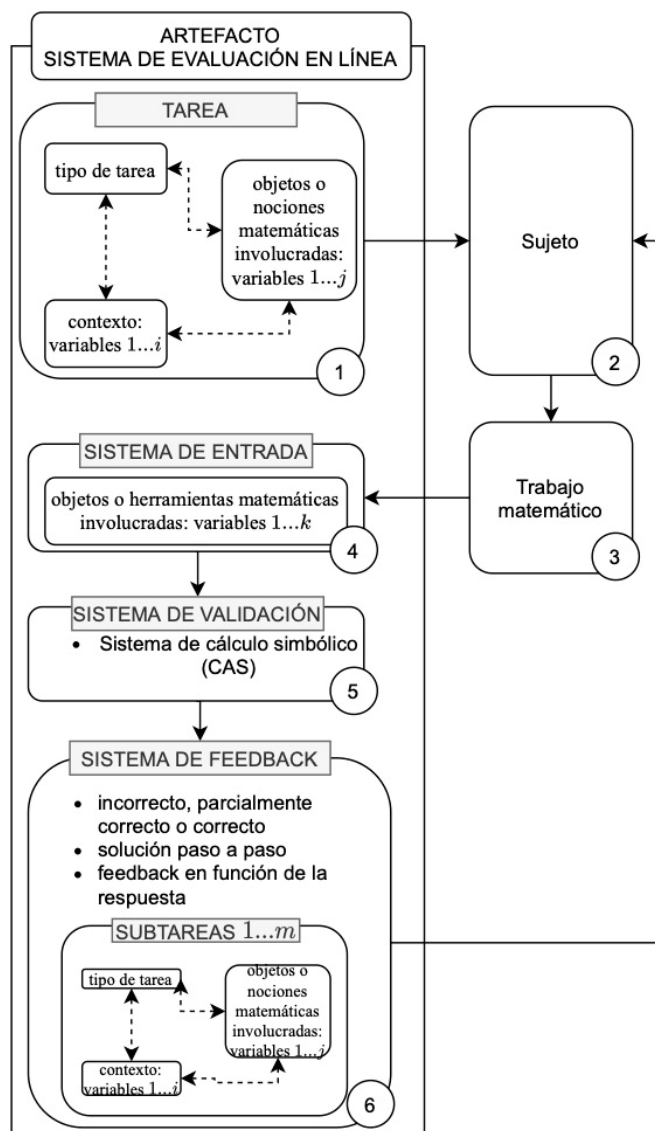 ARTEFACTO
SISTEMA DE EVALUACIÓN EN LÍNEA
TAREA
tipo de tarea
objetos o
nociones
matemáticas
involucradas:
variables 1...j
contexto:
variables 1...i
1
Sujeto
2
Trabajo
matemático
3
SISTEMA DE ENTRADA
objetos o herramientas matemáticas
involucradas: variables 1...k
4
SISTEMA DE VALIDACIÓN
• Sistema de cálculo simbólico
(CAS)
5
SISTEMA DE FEEDBACK
• incorrecto, parcialmente
correcto o correcto
• solución paso a paso
• feedback en función de la
respuesta
SUBTAREAS 1...m
tipo de tarea
objetos o
nociones
matemáticas
involucradas:
variables 1...j
contexto:
variables 1...i
6